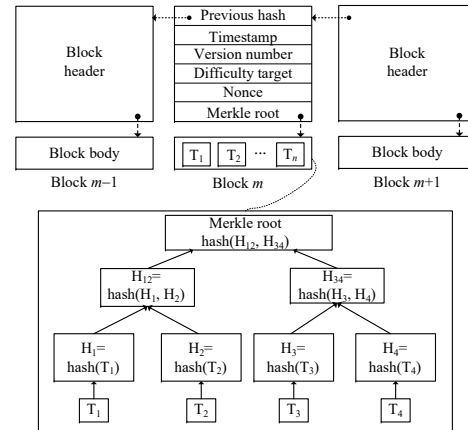 Block
header
Previous hash
Timestamp
Version number
Difficulty target
Nonce
Merkle root
Block
header
Block body
T₁ T₂ ··· Tₙ
Block body
Block m−1
Block m
Block m+1
Merkle root
hash(H₁₂, H₃₄)
H₁₂=
hash(H₁, H₂)
H₃₄=
hash(H₃, H₄)
H₁=
hash(T₁)
H₂=
hash(T₂)
H₃=
hash(T₃)
H₄=
hash(T₄)
T₁
T₂
T₃
T₄